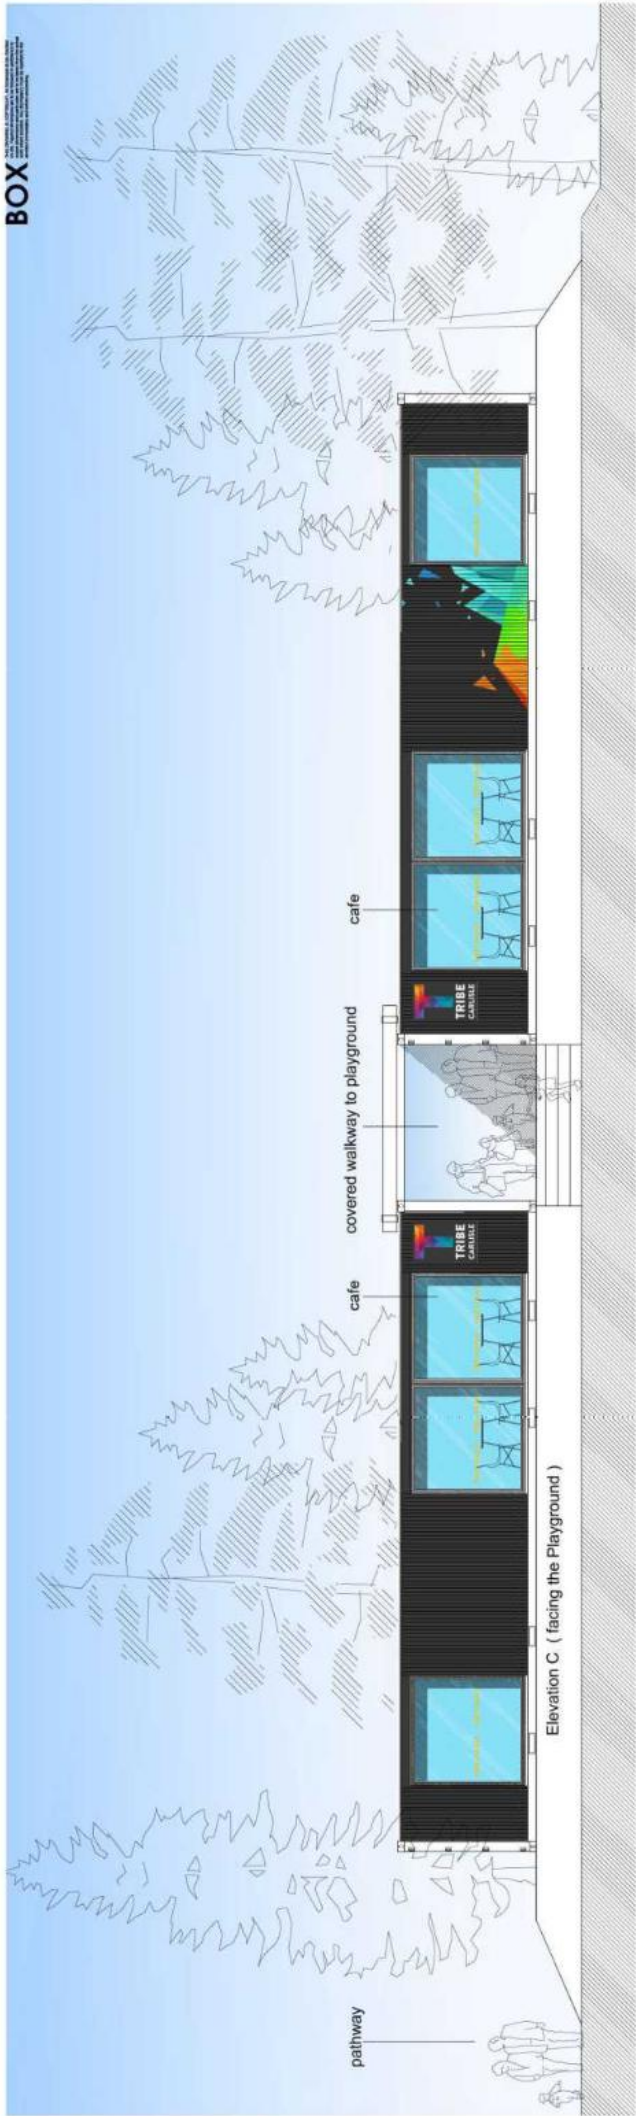 BOX
pathway
cafe
covered walkway to playground
cafe
TRIBE
CARLISLE
TRIBE
CARLISLE
Elevation C ( facing the Playground )